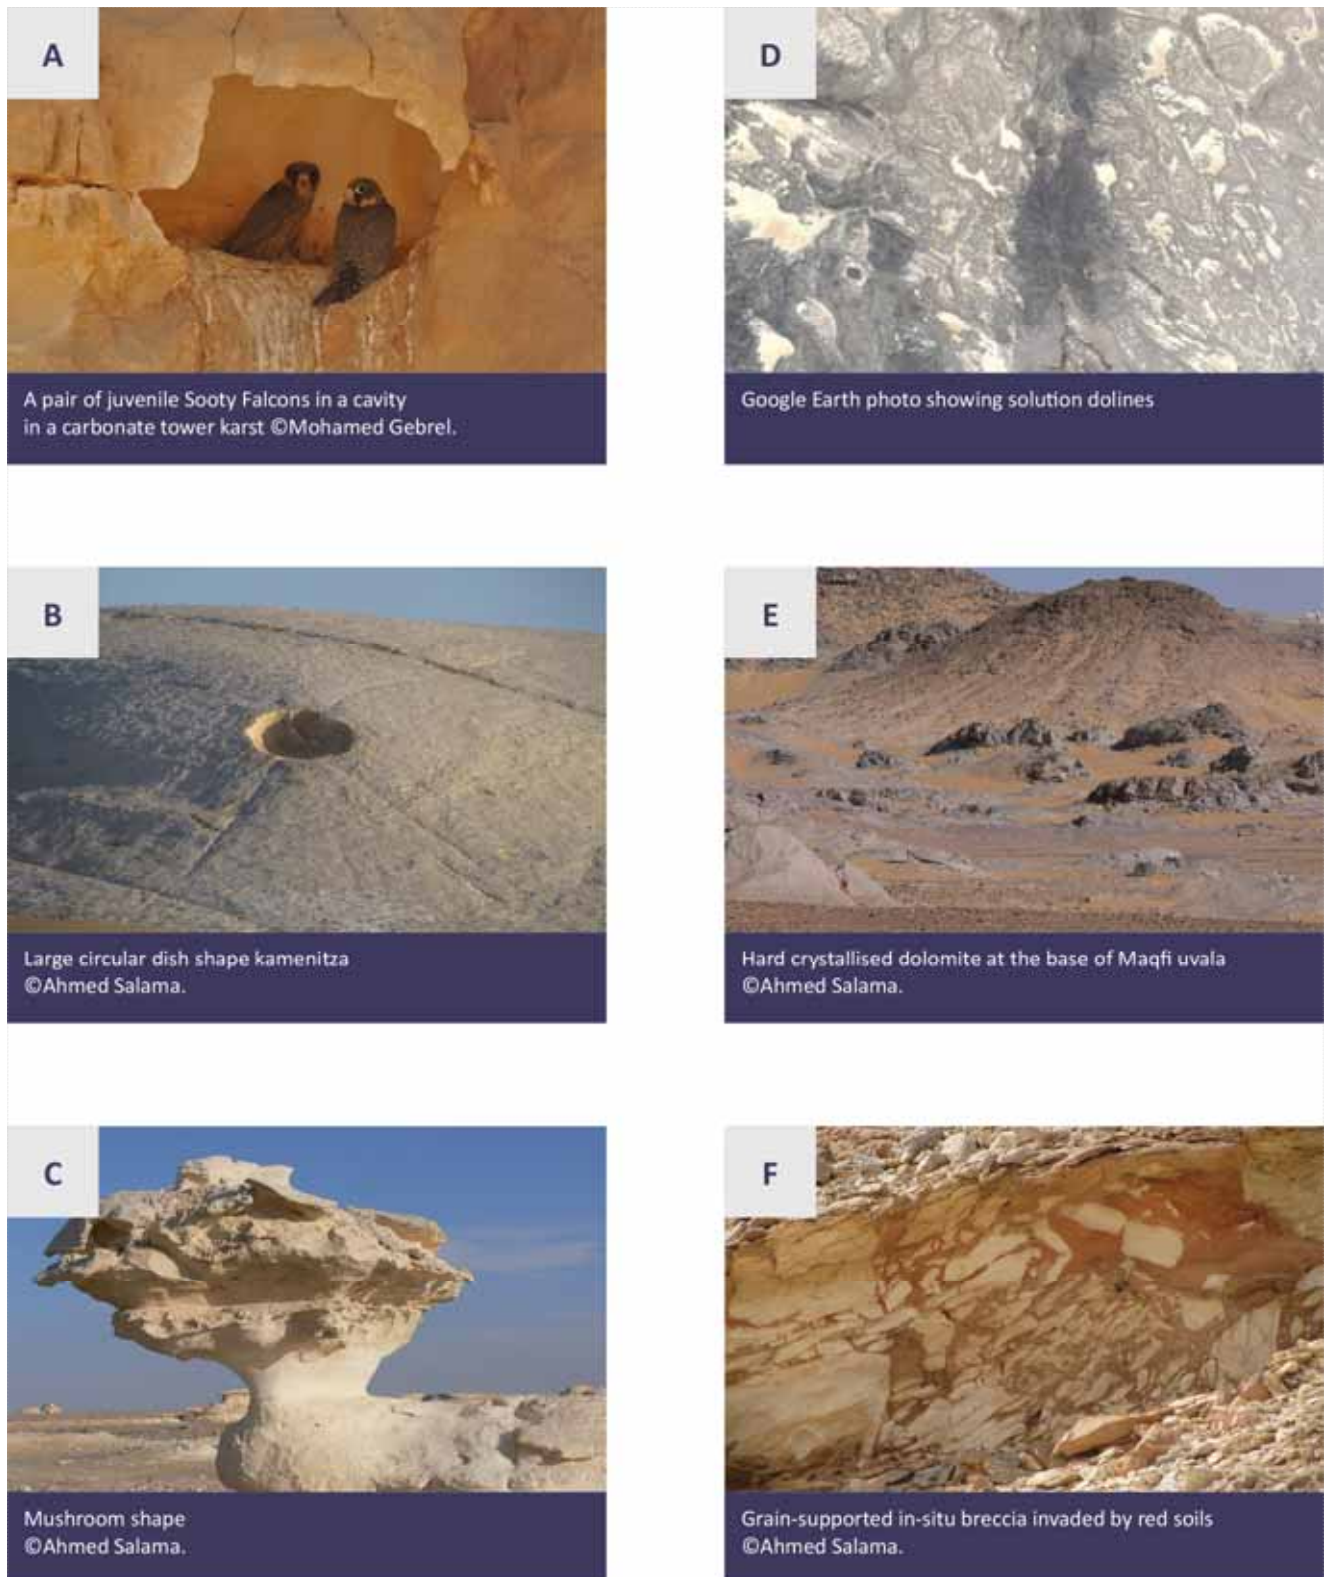 A
A pair of juvenile Sooty Falcons in a cavity
in a carbonate tower karst ©Mohamed Gebrel.
B
Large circular dish shape kamenitza
©Ahmed Salama.
C
Mushroom shape
©Ahmed Salama.
D
Google Earth photo showing solution dolines
E
Hard crystallised dolomite at the base of Maqfi uvala
©Ahmed Salama.
F
Grain-supported in-situ breccia invaded by red soils
©Ahmed Salama.